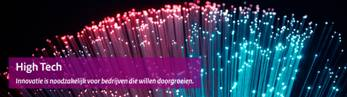 High Tech
Innovatie is noodzakelijk voor bedrijven die willen doorgroeien.